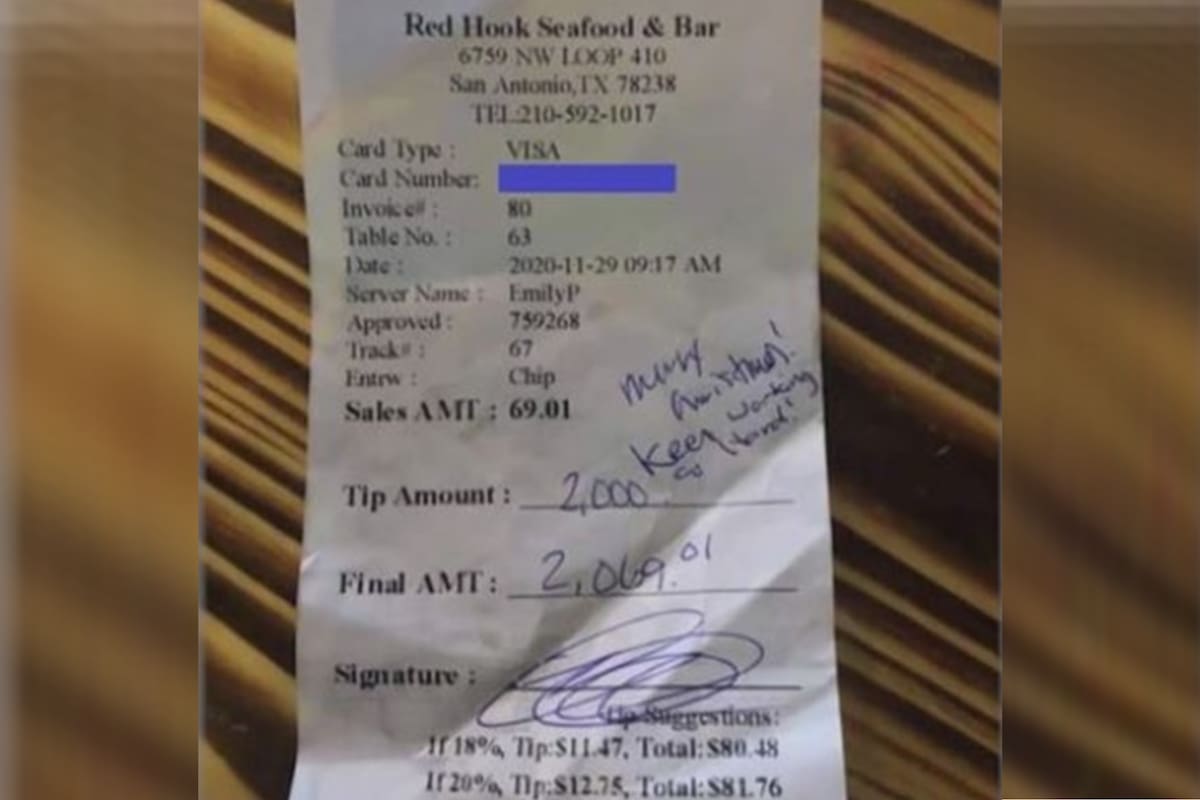 Red Hook Seafood & Bar
6759 NW LOOP 410
San Antonio,TX 78238
TEL:210-592-1017
Card Type : VISA
Card Number:
Invoice# : 80
Table No. : 63
Date : 2020-11-29 09:17 AM
Server Name : EmilyP
Approved : 759268
Track# : 67
Entrw : Chip
Sales AMT : 69.01
Merry
Christmas!
Keep working
hard!
Tip Amount : 2,000
Final AMT : 2,069.01
Signature :
Tip Suggestions:
If 18%, Tip:$11.47, Total:$80.48
If 20%, Tip:$12.75, Total:$81.76